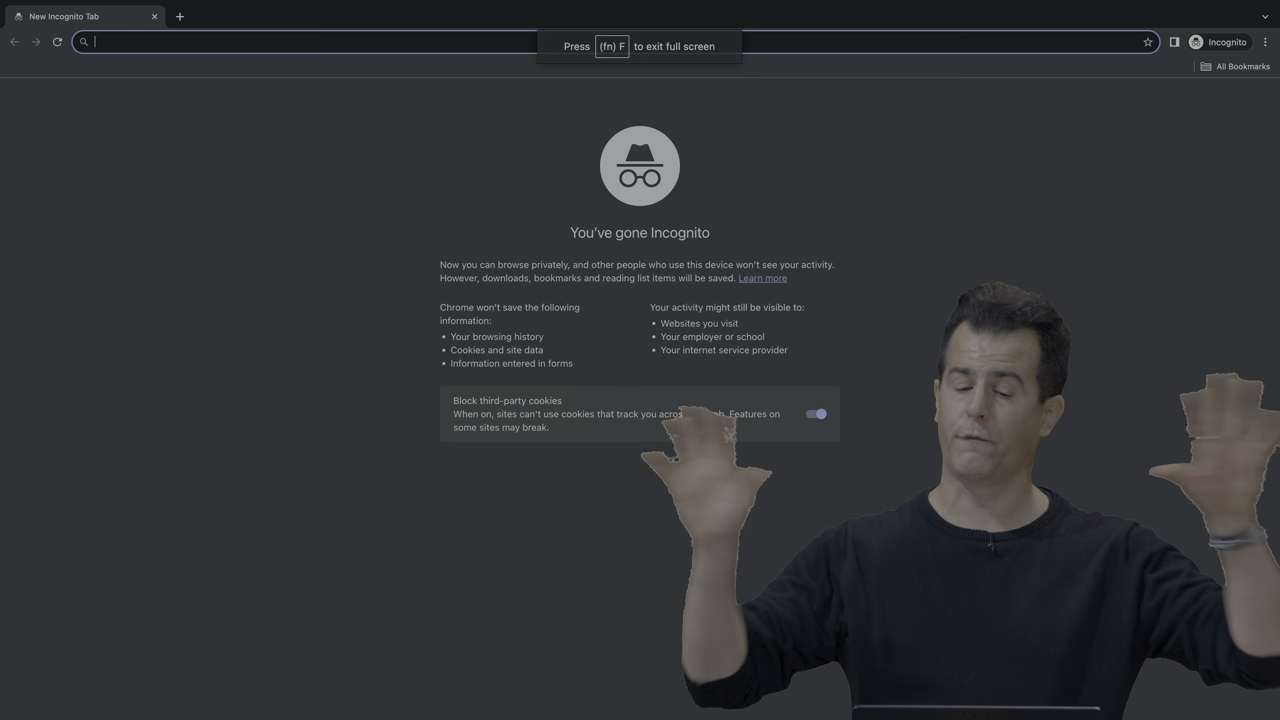 New Incognito Tab
Press (fn) F to exit full screen
Incognito
All Bookmarks
You've gone Incognito
Now you can browse privately, and other people who use this device won't see your activity.
However, downloads, bookmarks and reading list items will be saved. Learn more
Chrome won't save the following
information:
Your browsing history
Cookies and site data
Information entered in forms
Your activity might still be visible to:
Websites you visit
Your employer or school
Your internet service provider
Block third-party cookies
When on, sites can't use cookies that track you Features on
some sites may break.